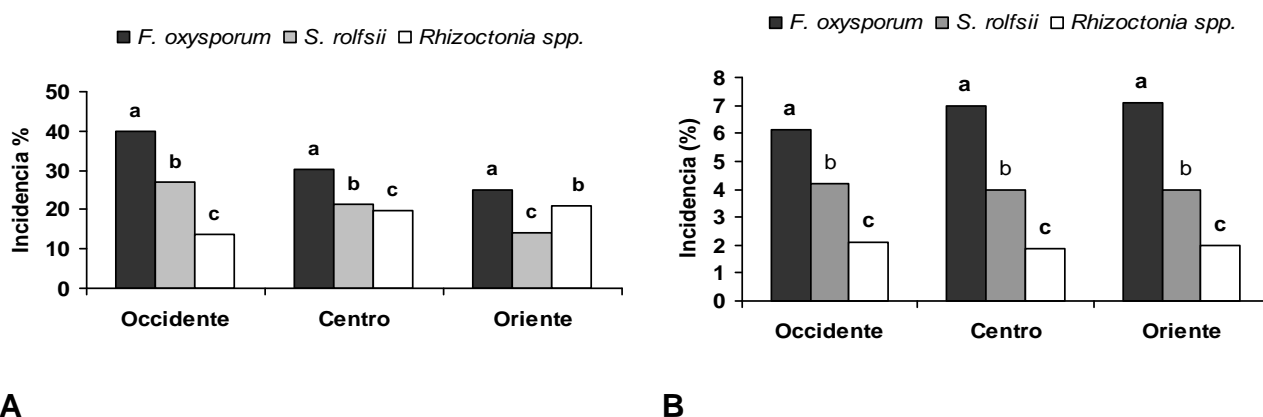 F. oxysporum S. rolfsii Rhizoctonia spp.
Incidencia %
50
40
30
20
10
0
a
b
c
a
b
c
a
c
b
Occidente Centro Oriente
A
F. oxysporum S. rolfsii Rhizoctonia spp.
Incidencia (%)
8
7
6
5
4
3
2
1
0
a
b
c
a
b
c
a
b
c
Occidente Centro Oriente
B